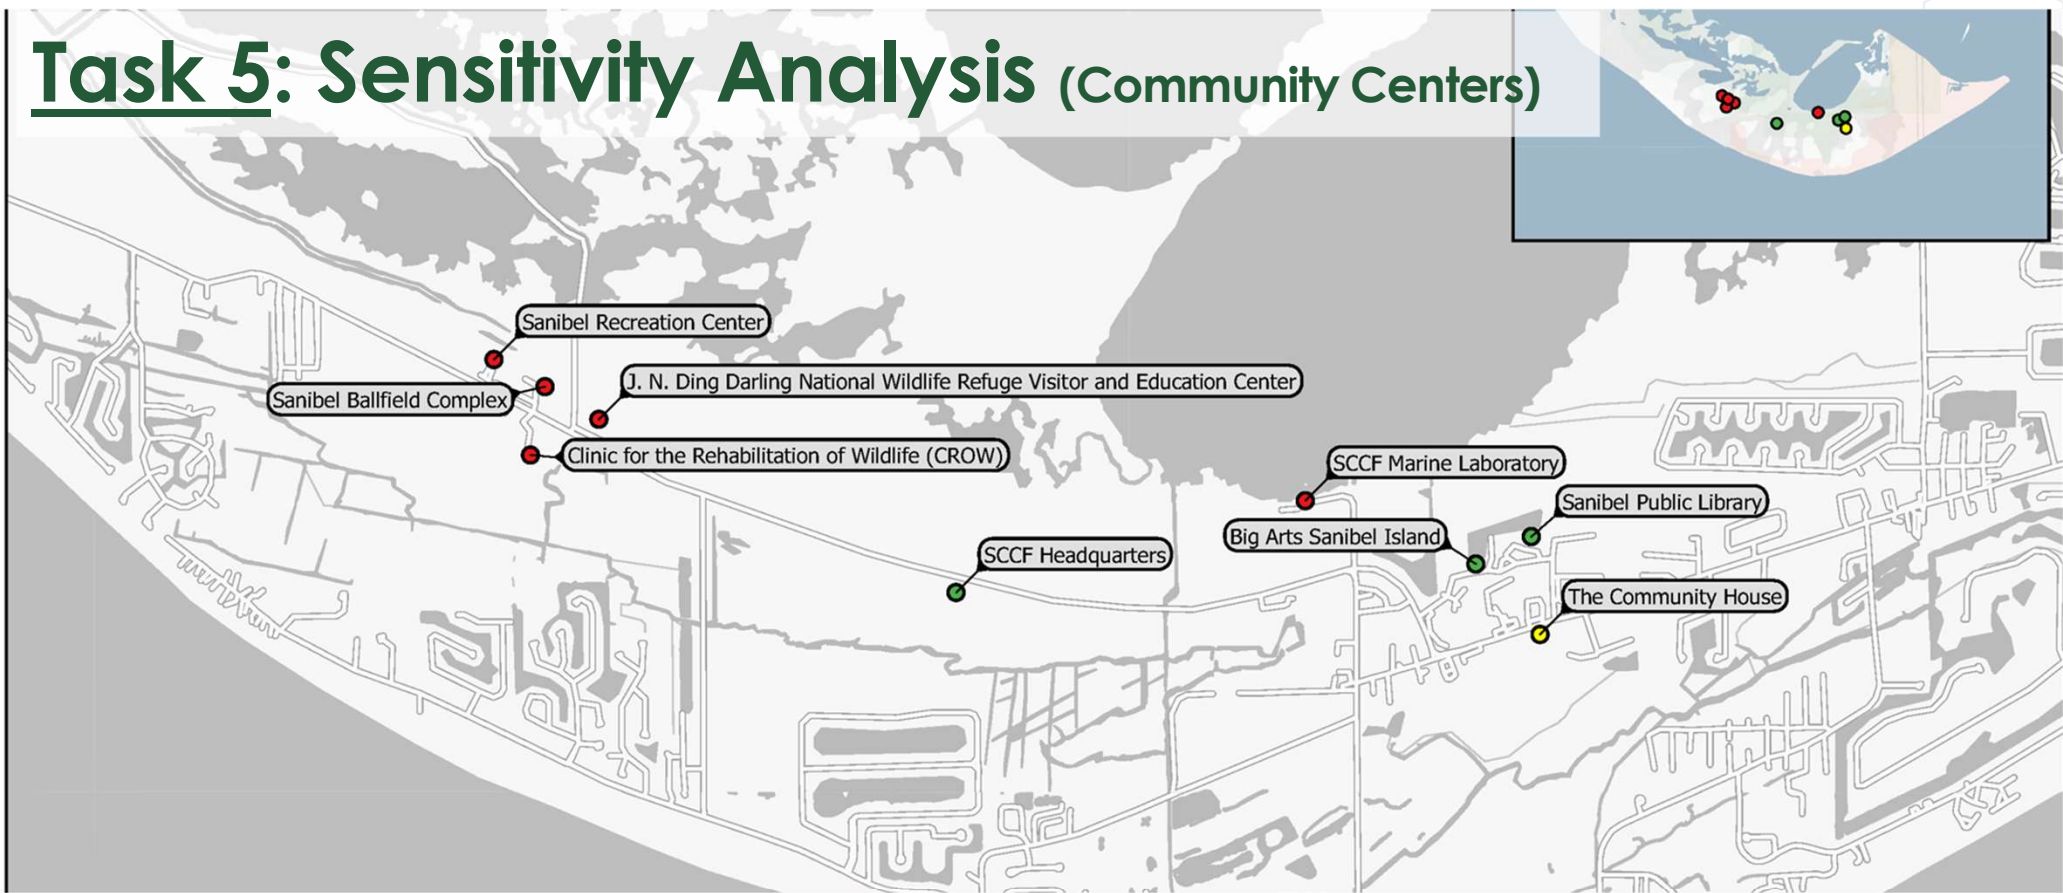 Task 5: Sensitivity Analysis (Community Centers)
Sanibel Recreation Center
J. N. Ding Darling National Wildlife Refuge Visitor and Education Center
Sanibel Ballfield Complex
Clinic for the Rehabilitation of Wildlife (CROW)
SCCF Marine Laboratory
Sanibel Public Library
Big Arts Sanibel Island
SCCF Headquarters
The Community House